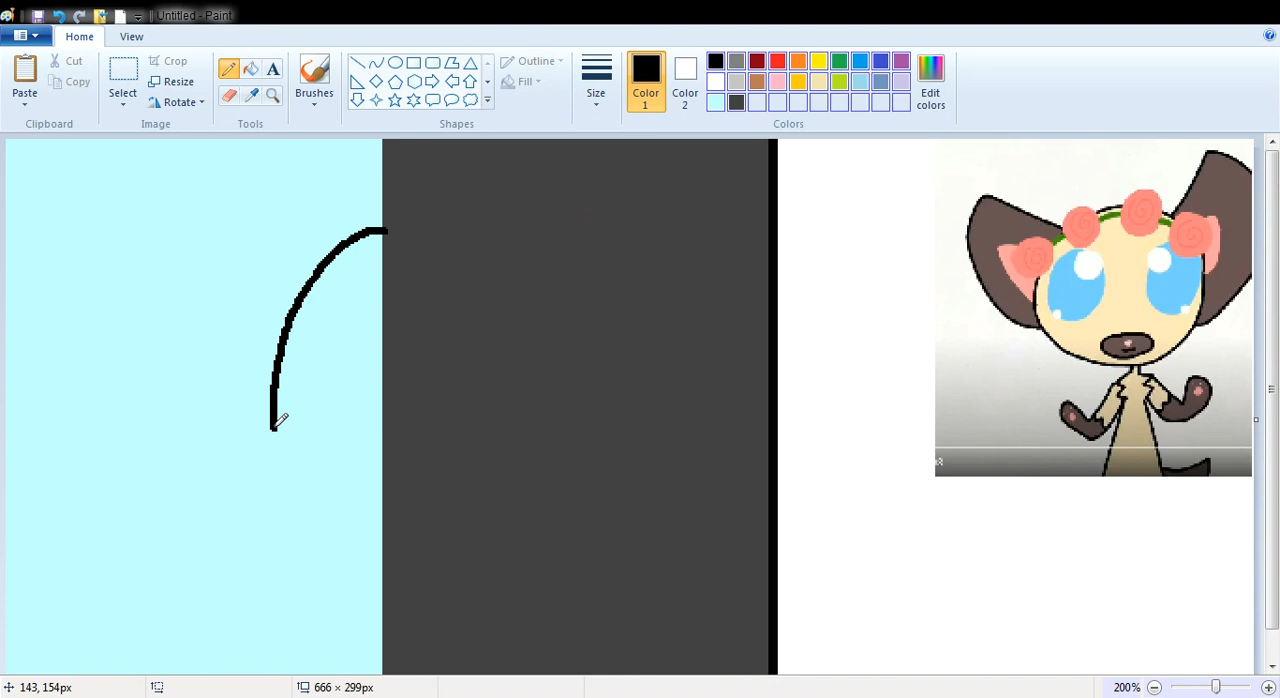 Untitled - Paint
Home View
Paste
Cut
Copy
Clipboard
Select
Crop
Resize
Rotate
Image
A
Tools
Brushes
Outline
Fill
Shapes
Size
Color 1
Color 2
Edit colors
Colors
143, 154px
666 × 299px
200%